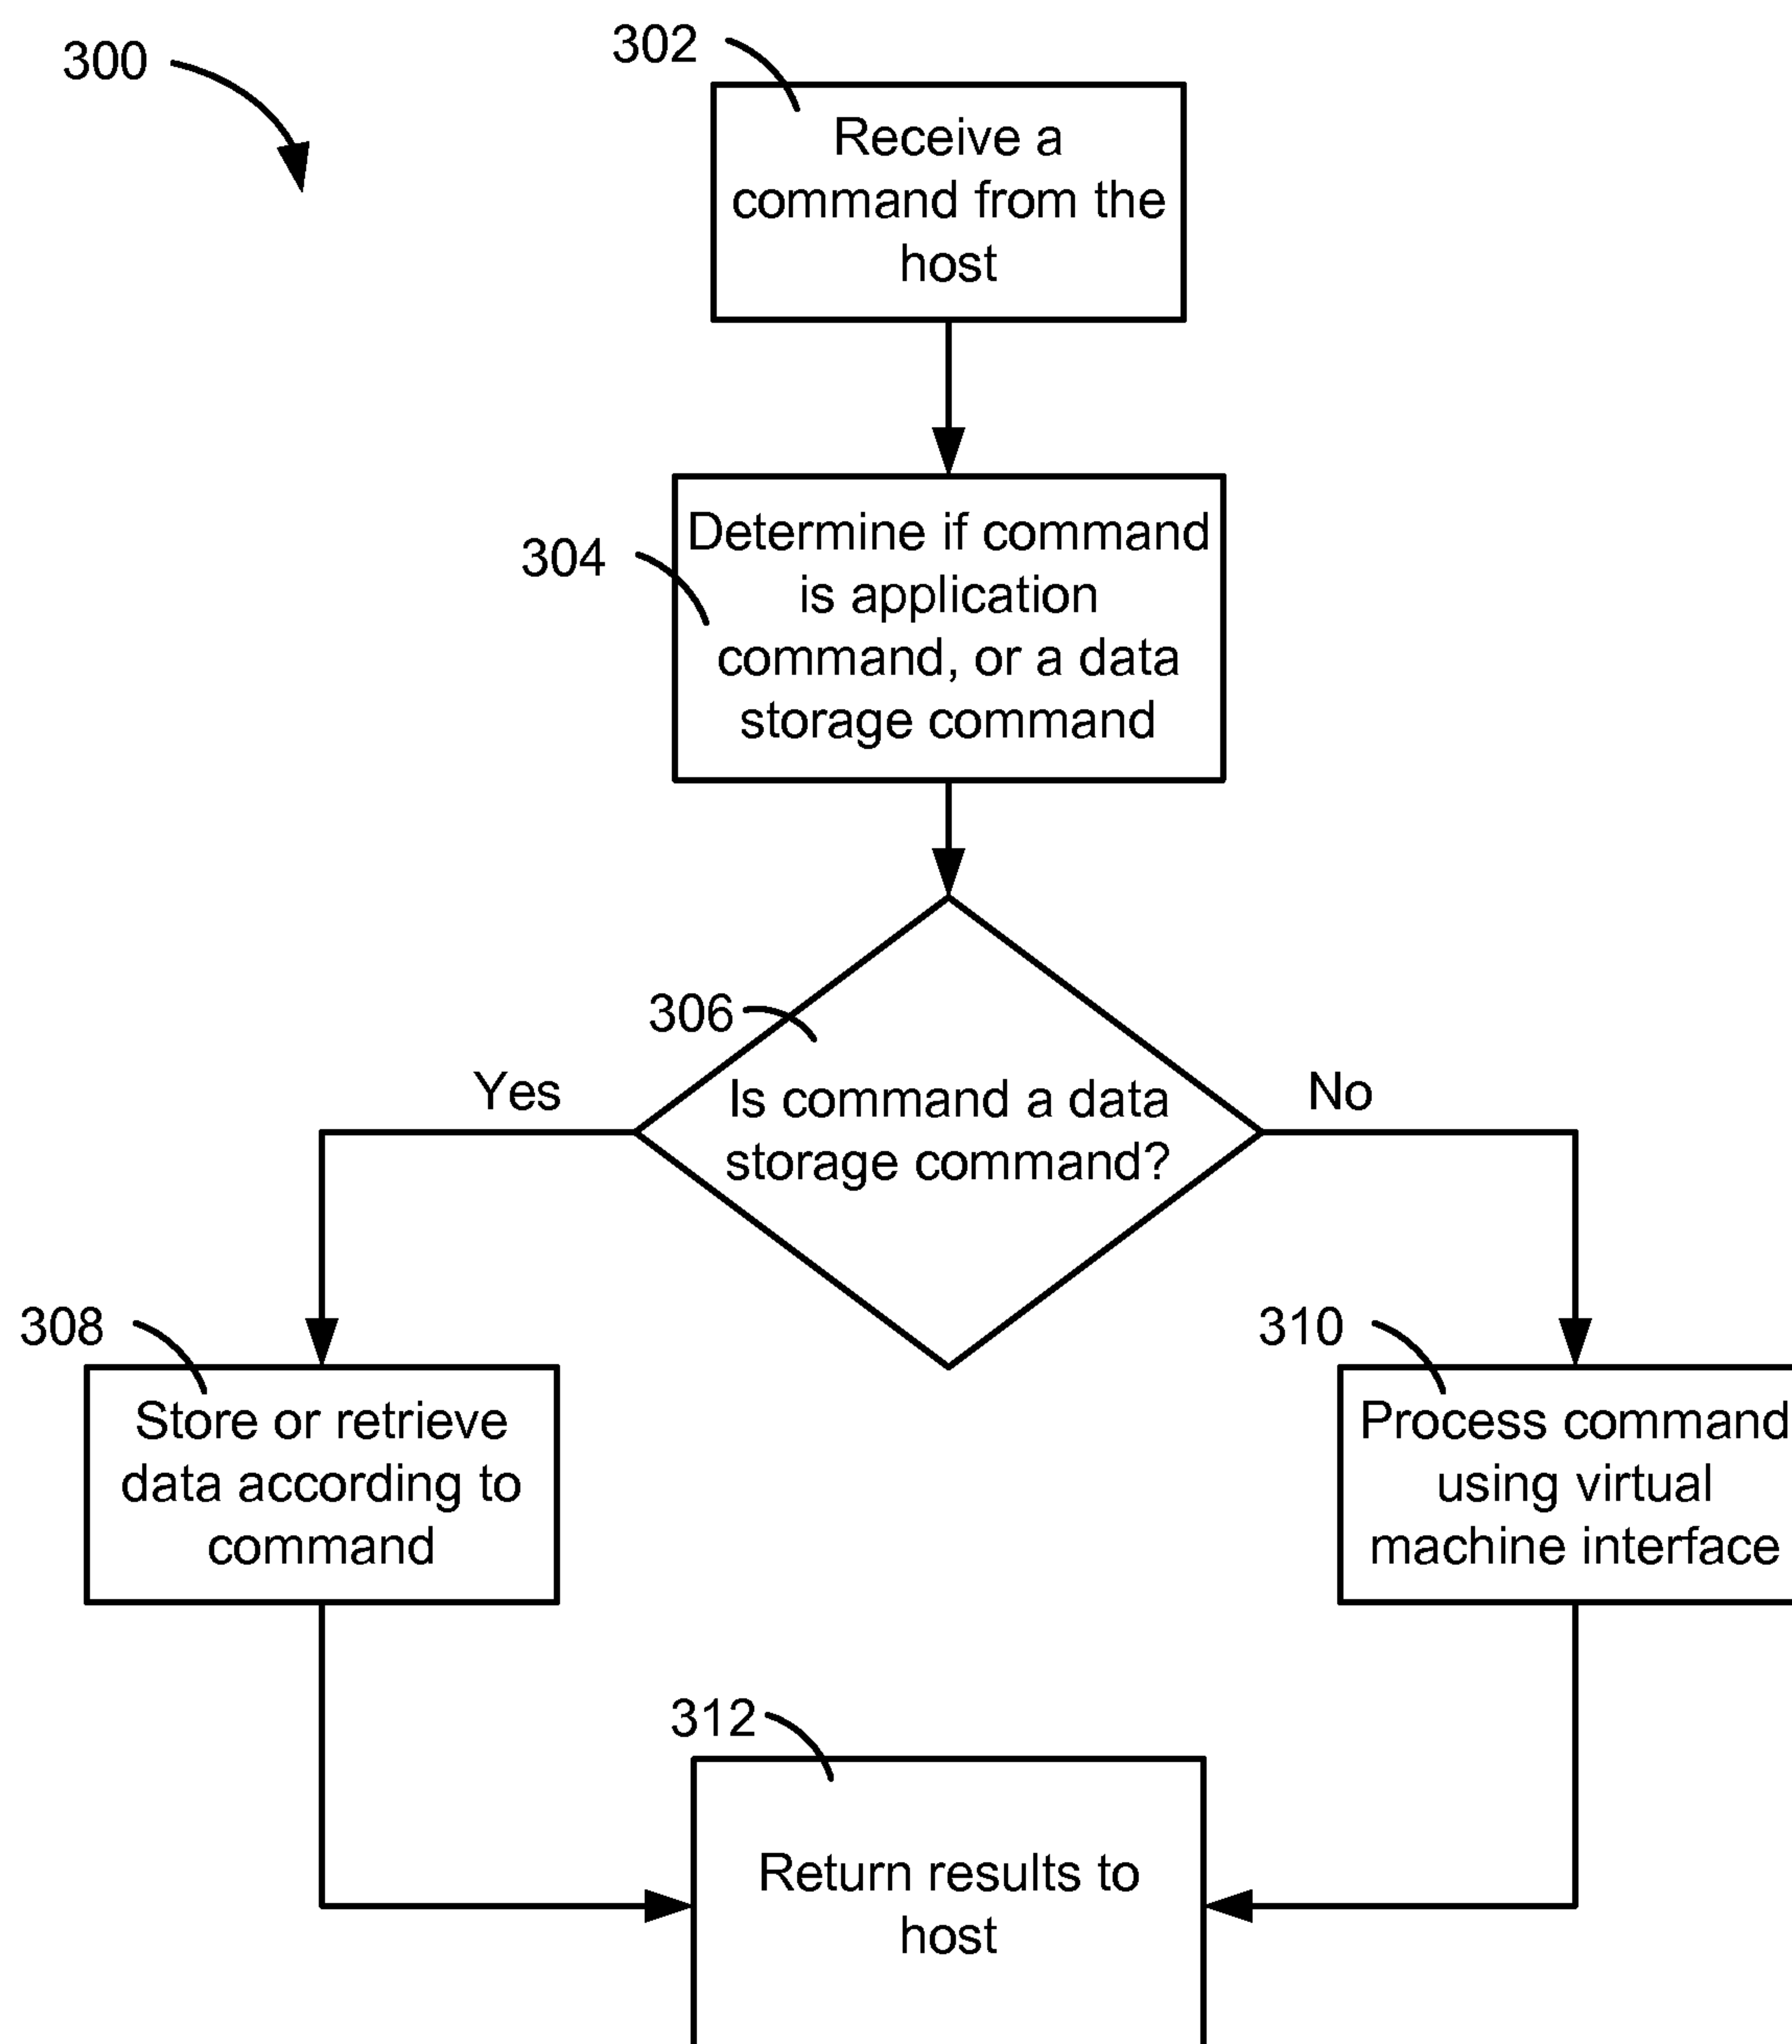 300
302
Receive a
command from the
host
304
Determine if command
is application
command, or a data
storage command
306
Is command a data
storage command?
Yes
No
308
Store or retrieve
data according to
command
310
Process command
using virtual
machine interface
312
Return results to
host